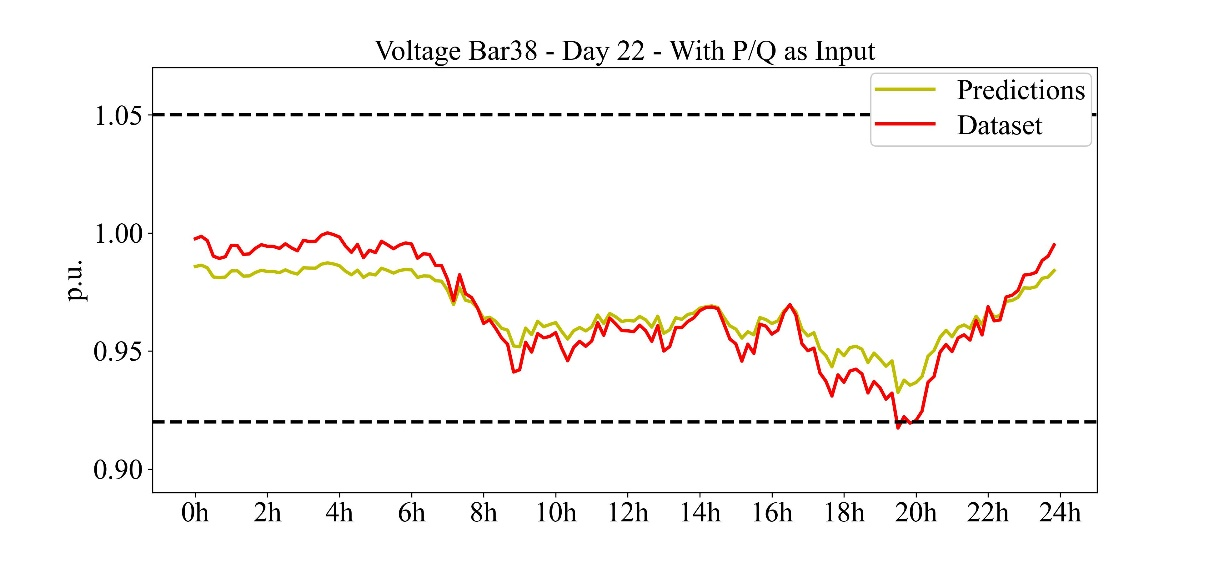 Voltage Bar38 - Day 22 - With P/Q as Input
Predictions
Dataset
p.u.
1.05
1.00
0.95
0.90
0h 2h 4h 6h 8h 10h 12h 14h 16h 18h 20h 22h 24h